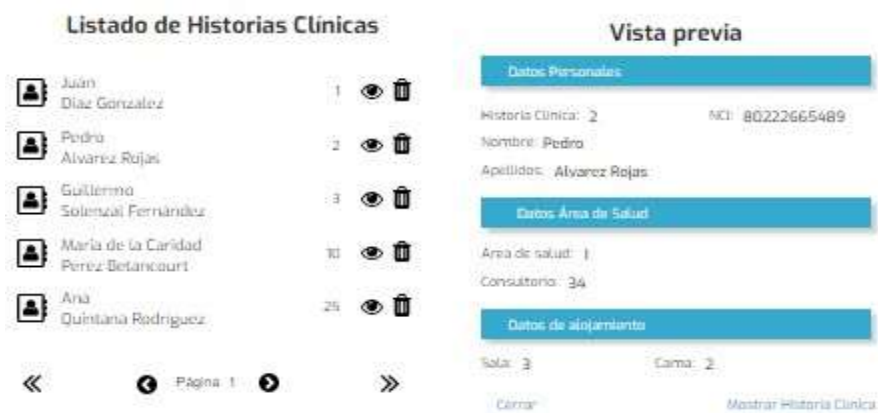 Listado de Historias Clínicas
Juan
Díaz Gonzalez
1
Pedro
Alvarez Rojas
2
Guillermo
Solenzal Fernández
3
Maria de la Caridad
Perez Betancourt
10
Ana
Quintana Rodriguez
25
Página 1
Vista previa
Datos Personales
Historia Clínica: 2 NCI: 80222665489
Nombre: Pedro
Apellidos: Alvarez Rojas
Datos Área de Salud
Area de salud: 1
Consultorio: 34
Datos de alojamiento
Sala: 3 Cama: 2
Cerrar Mostrar Historia Clínica